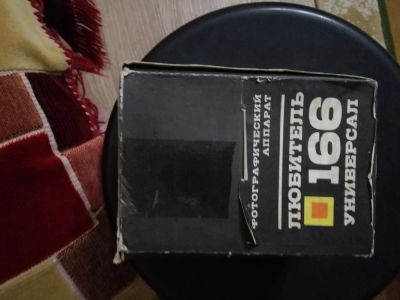 ФОТОГРАФИЧЕСКИЙ
АППАРАТ
ЛЮБИТЕЛЬ
166
УНИВЕРСАЛ